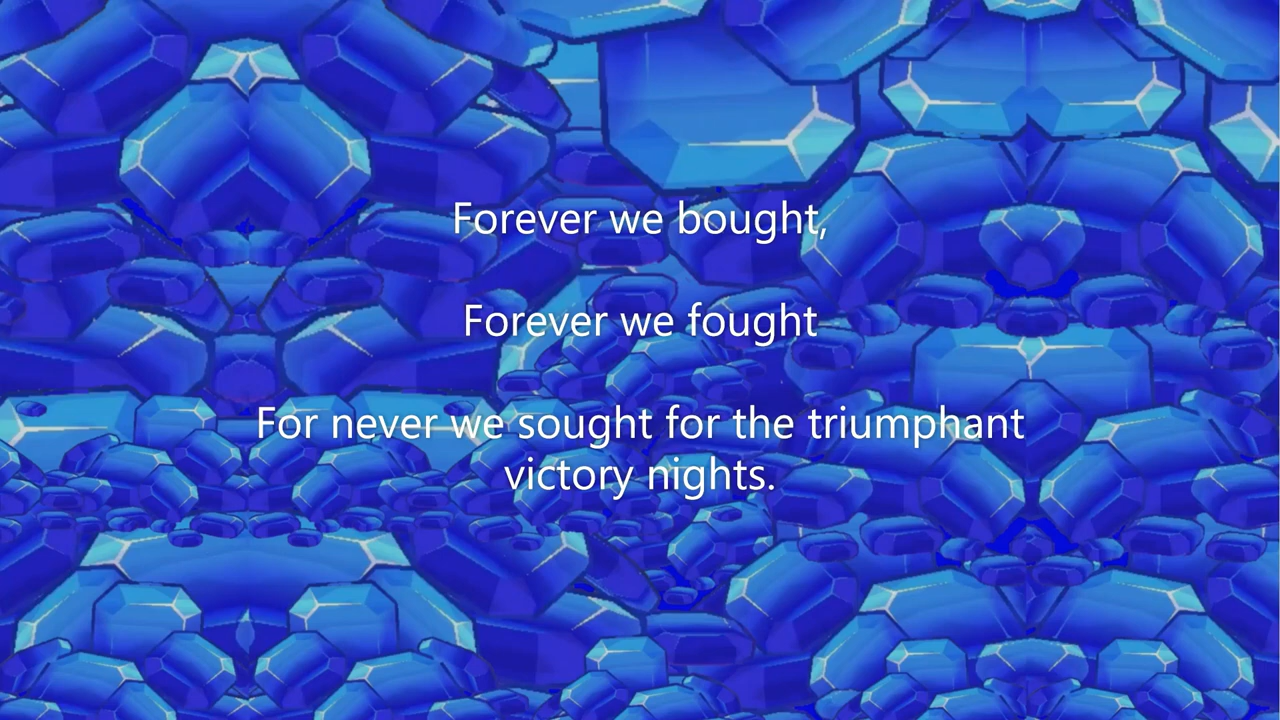 Forever we bought,
Forever we fought
For never we sought for the triumphant
victory nights.